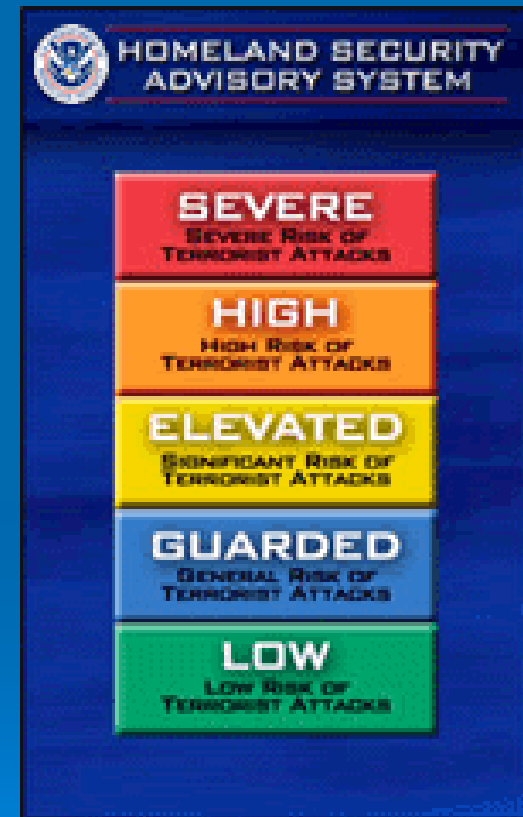 HOMELAND SECURITY
ADVISORY SYSTEM
SEVERE
SEVERE RISK OF
TERRORIST ATTACKS
HIGH
HIGH RISK OF
TERRORIST ATTACKS
ELEVATED
SIGNIFICANT RISK OF
TERRORIST ATTACKS
GUARDED
GENERAL RISK OF
TERRORIST ATTACKS
LOW
LOW RISK OF
TERRORIST ATTACKS